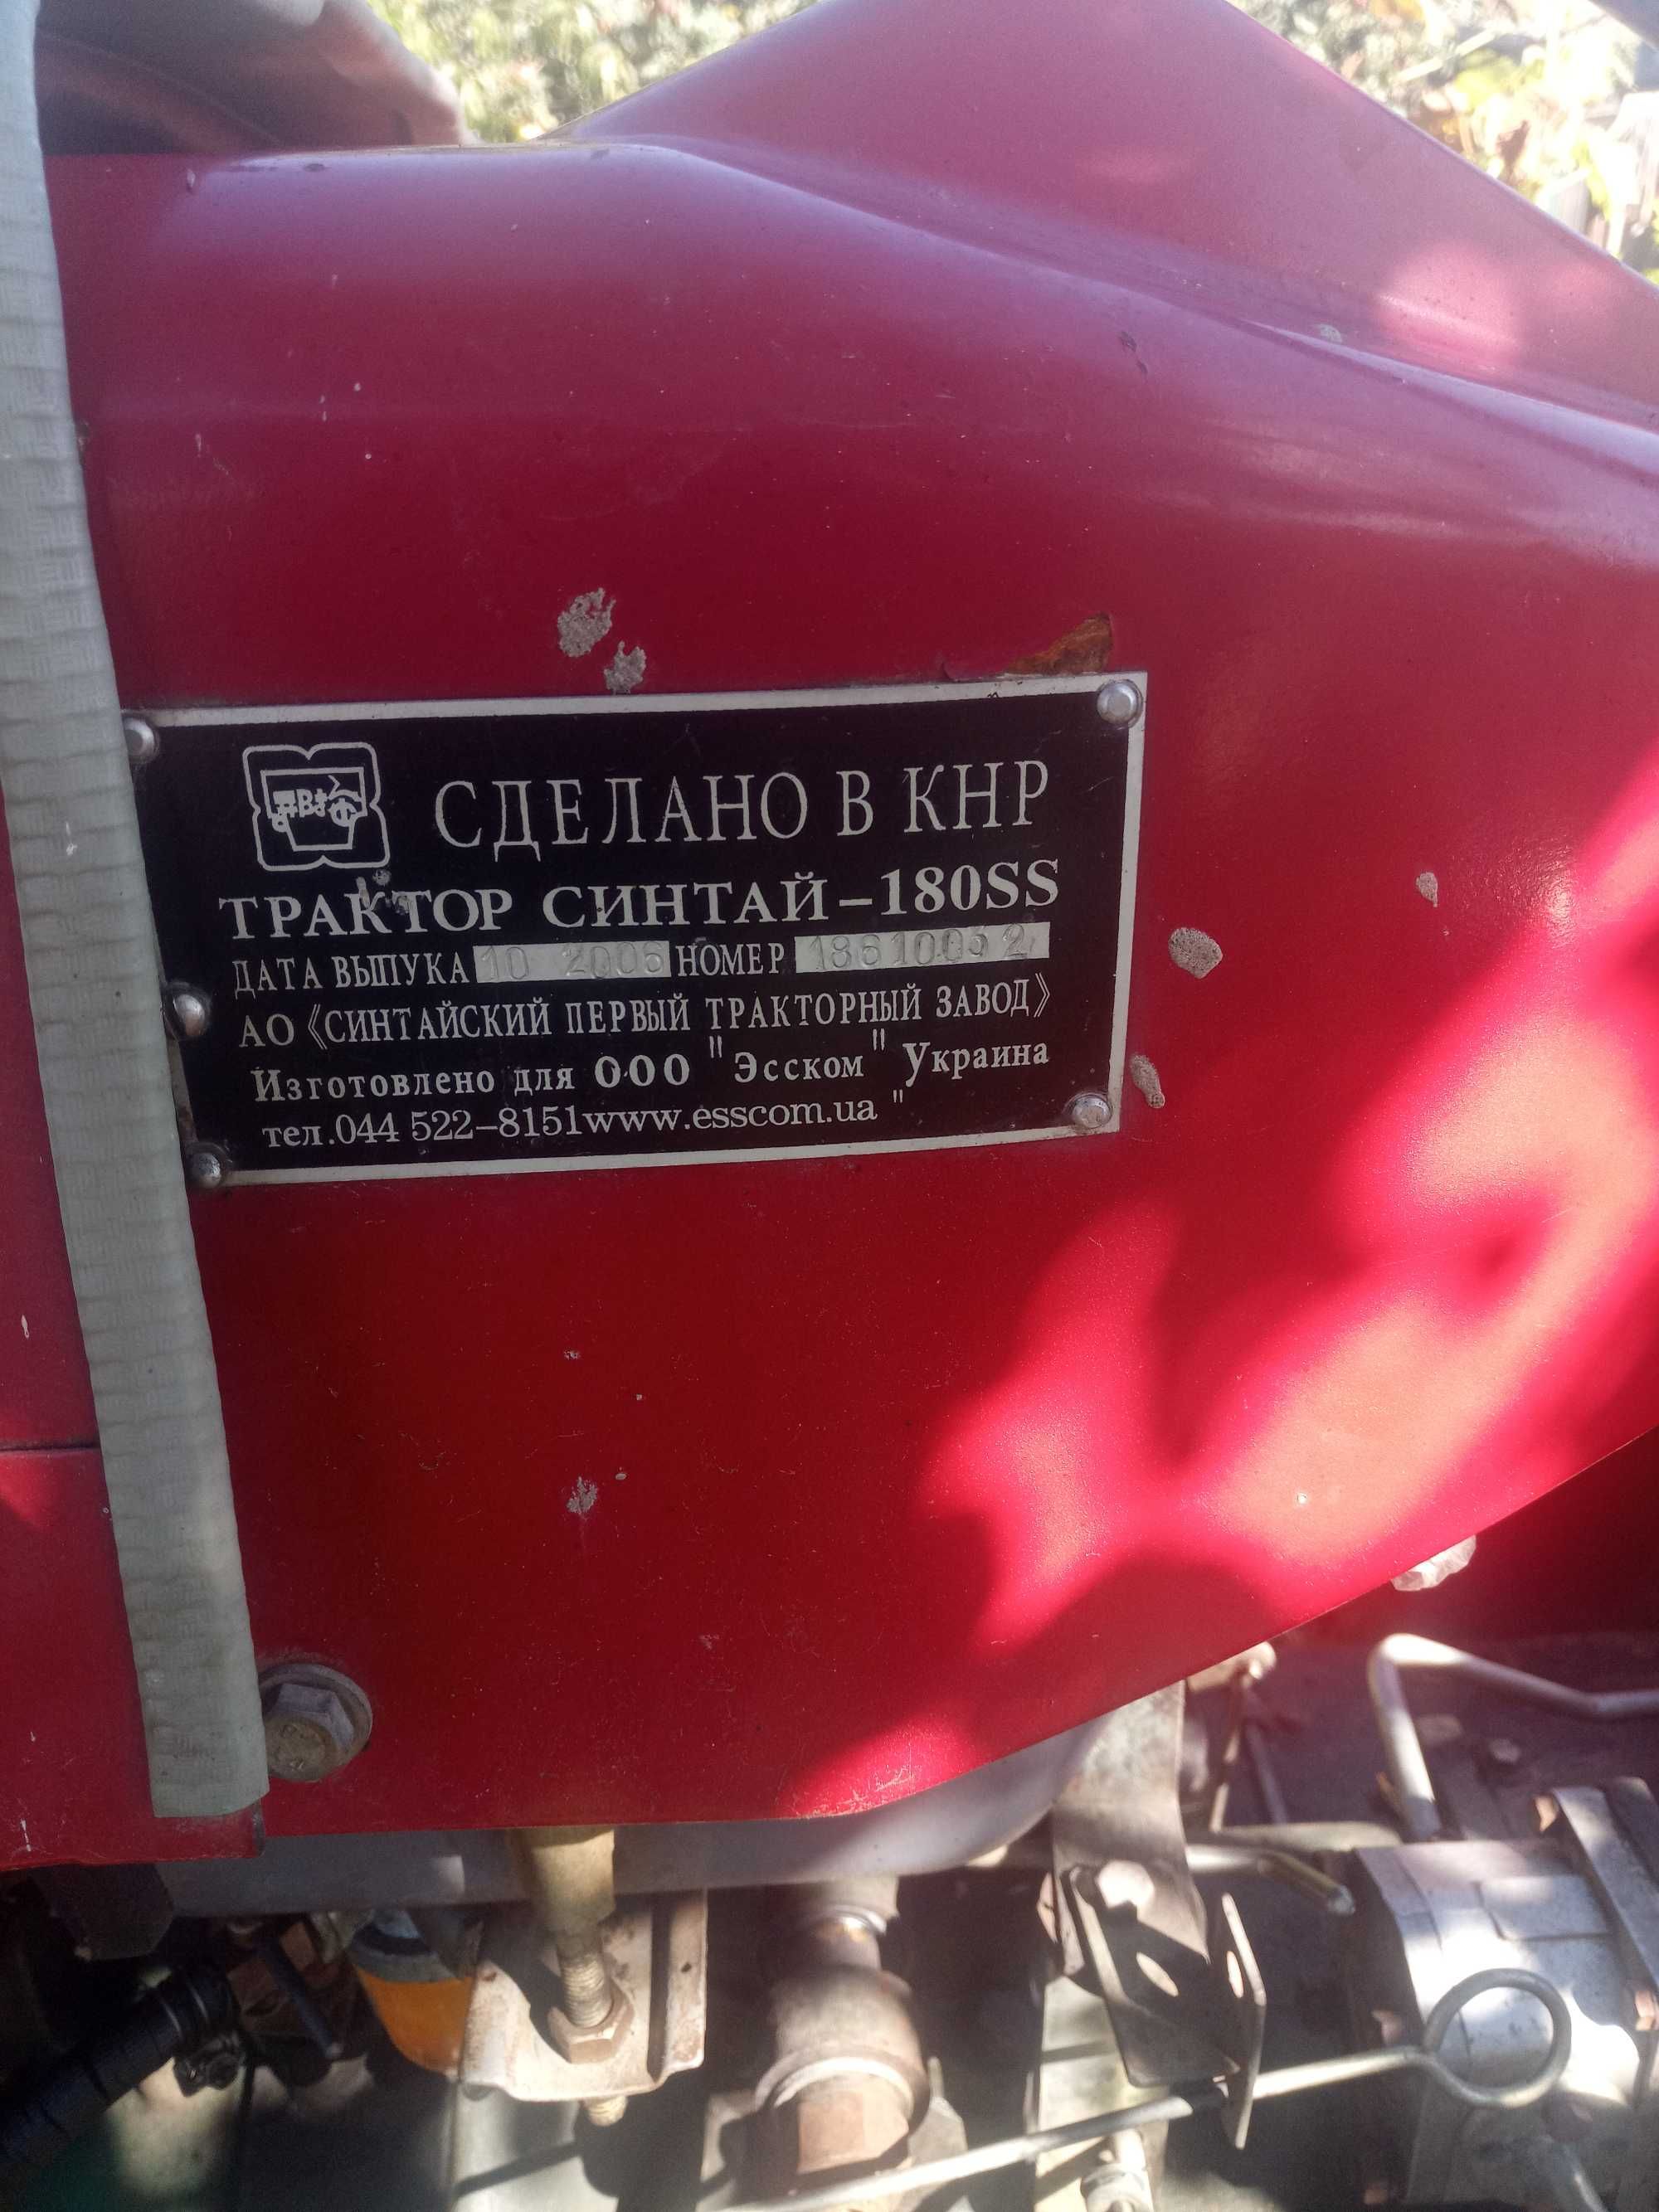 СДЕЛАНО В КНР
ТРАКТОР СИНТАЙ-180SS
ДАТА ВЫПУКА 10 2006 НОМЕР 18610032
АО《СИНТАЙСКИЙ ПЕРВЫЙ ТРАКТОРНЫЙ ЗАВОД》
Изготовлено для ООО "Эсском" Украина
тел.044 522-8151www.esscom.ua "